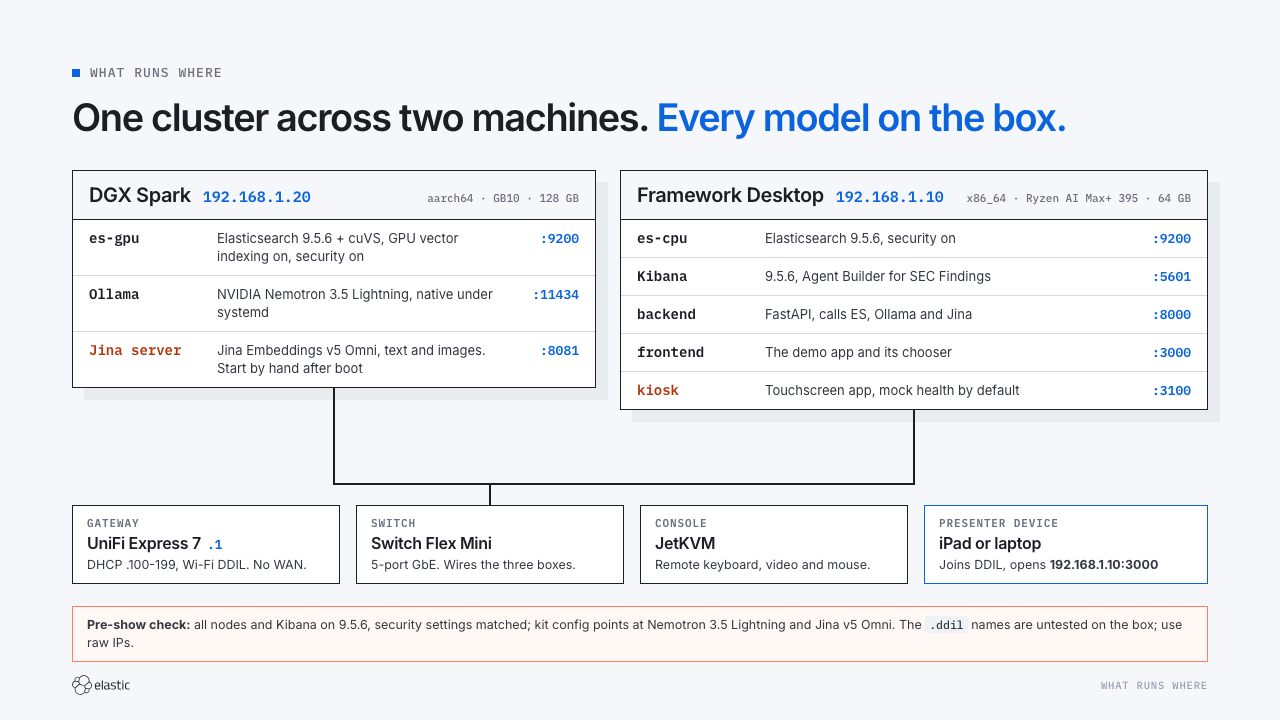 WHAT RUNS WHERE
One cluster across two machines. Every model on the box.
DGX Spark 192.168.1.20 aarch64 · GB10 · 128 GB
es-gpu Elasticsearch 9.5.6 + cuVS, GPU vector :9200
indexing on, security on
Ollama NVIDIA Nemotron 3.5 Lightning, native under :11434
systemd
Jina server Jina Embeddings v5 Omni, text and images. :8081
Start by hand after boot
Framework Desktop 192.168.1.10 x86_64 · Ryzen AI Max+ 395 · 64 GB
es-cpu Elasticsearch 9.5.6, security on :9200
Kibana 9.5.6, Agent Builder for SEC Findings :5601
backend FastAPI, calls ES, Ollama and Jina :8000
frontend The demo app and its chooser :3000
kiosk Touchscreen app, mock health by default :3100
GATEWAY
UniFi Express 7 .1
DHCP .100-199, Wi-Fi DDIL. No WAN.
SWITCH
Switch Flex Mini
5-port GbE. Wires the three boxes.
CONSOLE
JetKVM
Remote keyboard, video and mouse.
PRESENTER DEVICE
iPad or laptop
Joins DDIL, opens 192.168.1.10:3000
Pre-show check: all nodes and Kibana on 9.5.6, security settings matched; kit config points at Nemotron 3.5 Lightning and Jina v5 Omni. The .ddil names are untested on the box; use
raw IPs.
elastic
WHAT RUNS WHERE